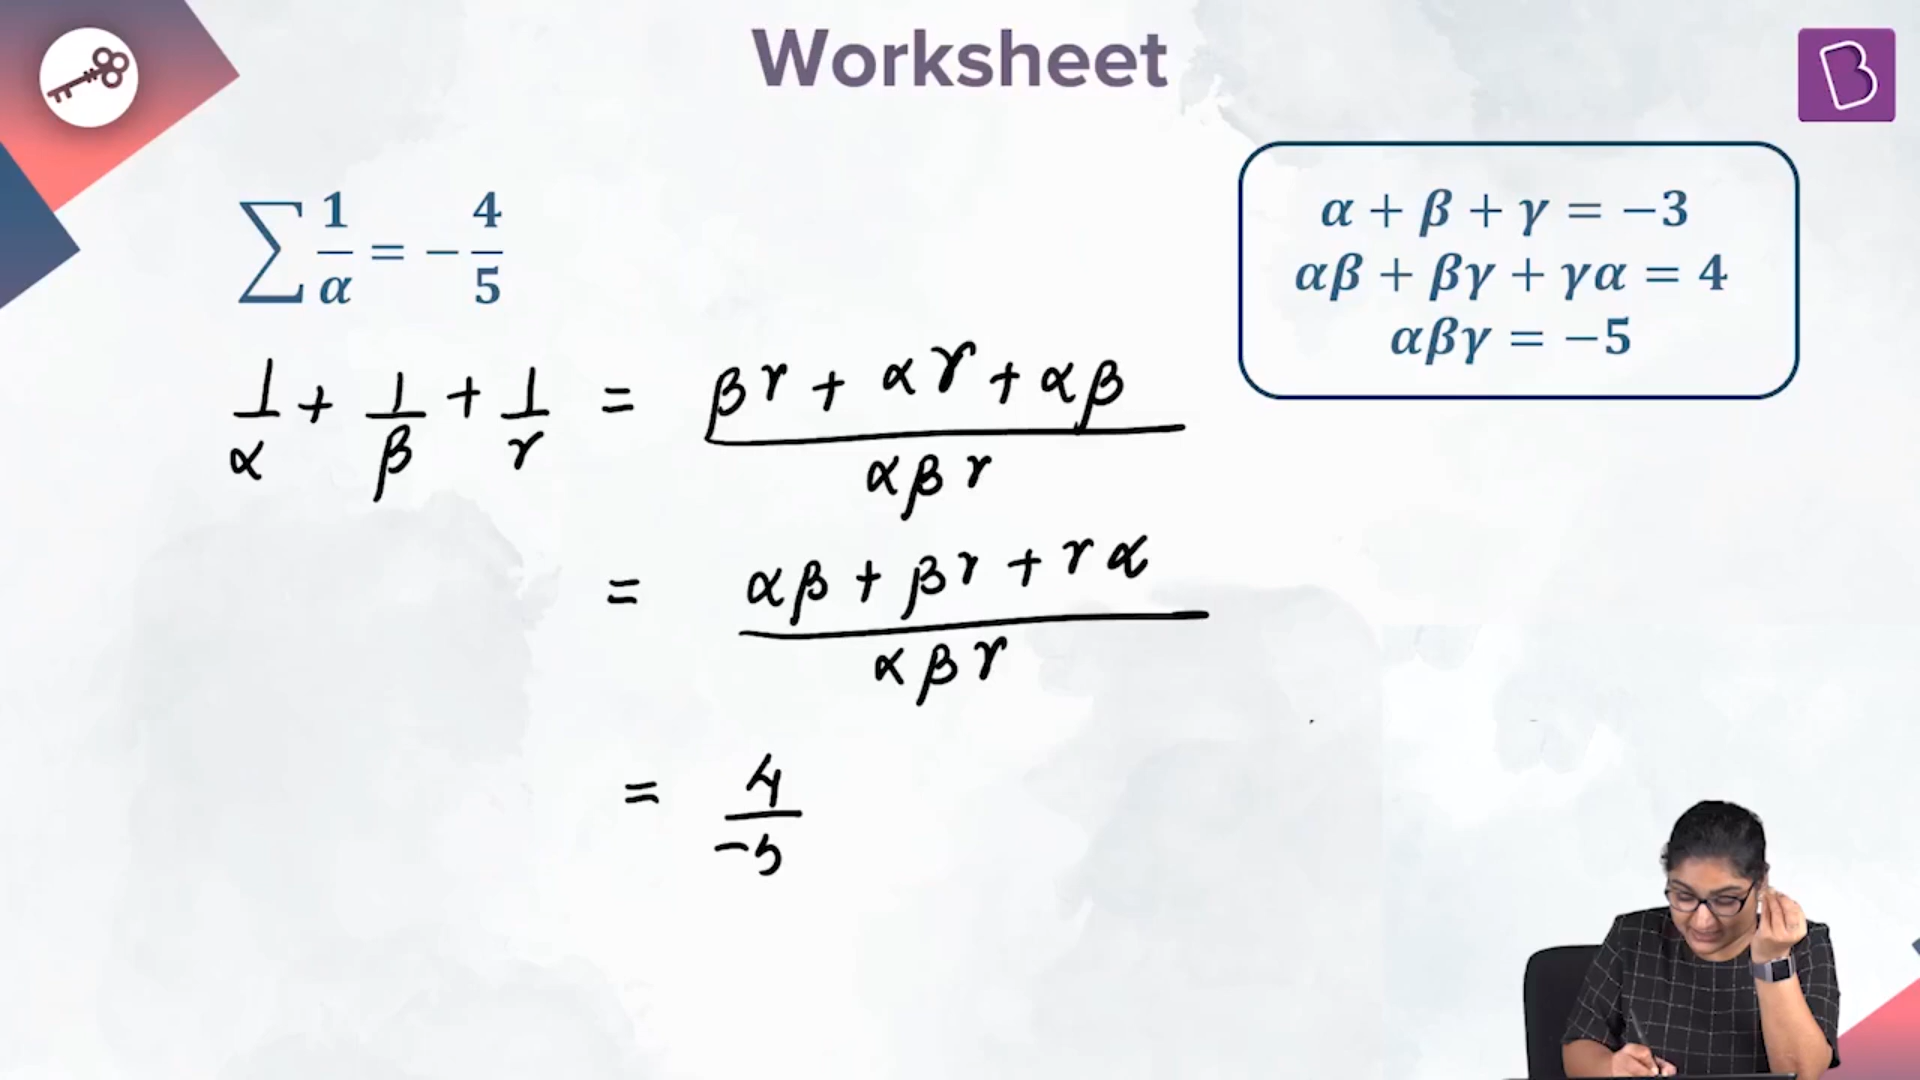 Worksheet
B
∑ 1/α = - 4/5
α + β + γ = −3
αβ + βγ + γα = 4
αβγ = −5
1/α + 1/β + 1/γ = βγ + αγ + αβ / αβγ
= αβ + βγ + γα / αβγ
= 4/-5